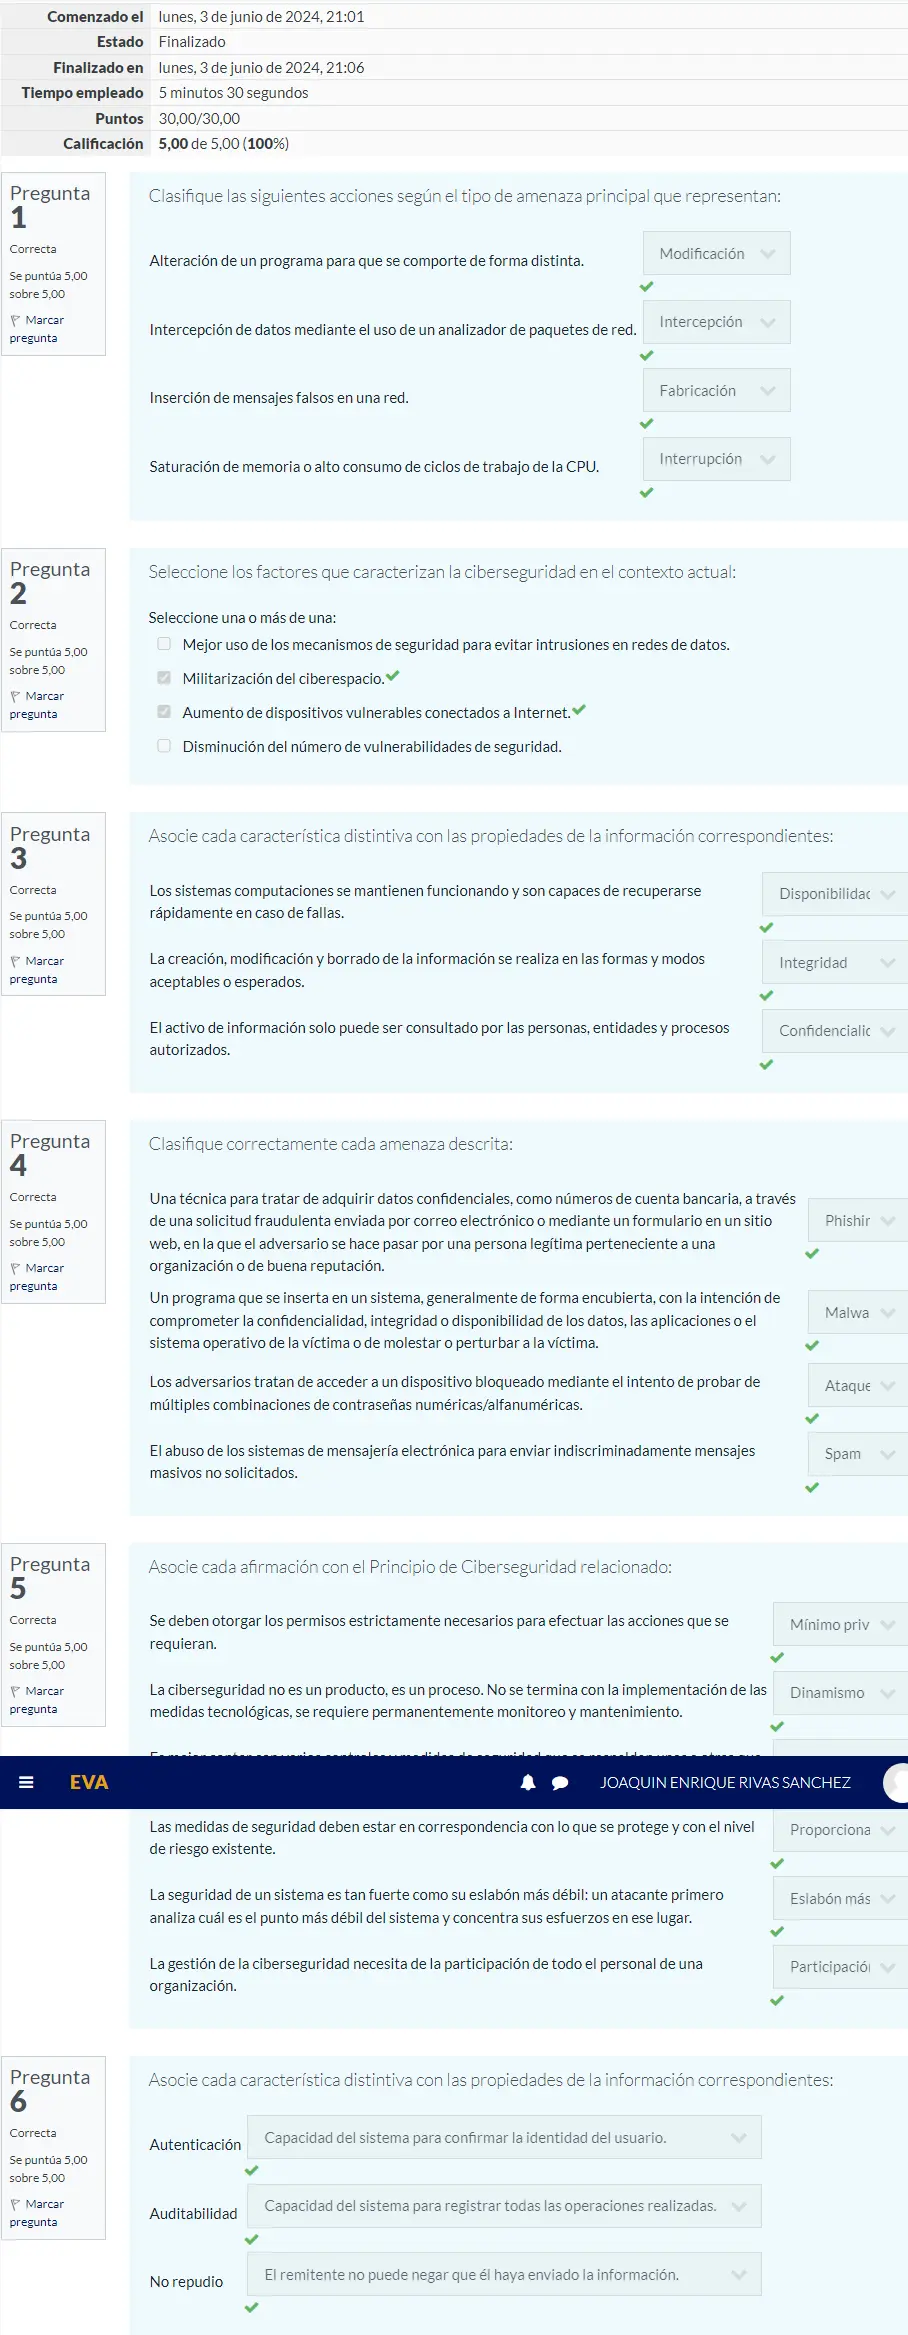 Comenzado el lunes, 3 de junio de 2024, 21:01
Estado Finalizado
Finalizado en lunes, 3 de junio de 2024, 21:06
Tiempo empleado 5 minutos 30 segundos
Puntos 30,00/30,00
Calificación 5,00 de 5,00 (100%)
Pregunta
1
Correcta
Se puntúa 5,00
sobre 5,00
Marcar
pregunta
Clasifique las siguientes acciones según el tipo de amenaza principal que representan:
Alteración de un programa para que se comporte de forma distinta. Modificación
Intercepción de datos mediante el uso de un analizador de paquetes de red. Intercepción
Inserción de mensajes falsos en una red. Fabricación
Saturación de memoria o alto consumo de ciclos de trabajo de la CPU. Interrupción
Pregunta
2
Correcta
Se puntúa 5,00
sobre 5,00
Marcar
pregunta
Seleccione los factores que caracterizan la ciberseguridad en el contexto actual:
Seleccione una o más de una:
Mejor uso de los mecanismos de seguridad para evitar intrusiones en redes de datos.
Militarización del ciberespacio.
Aumento de dispositivos vulnerables conectados a Internet.
Disminución del número de vulnerabilidades de seguridad.
Pregunta
3
Correcta
Se puntúa 5,00
sobre 5,00
Marcar
pregunta
Asocie cada característica distintiva con las propiedades de la información correspondientes:
Los sistemas computaciones se mantienen funcionando y son capaces de recuperarse
rápidamente en caso de fallas.
Disponibilidad
La creación, modificación y borrado de la información se realiza en las formas y modos
aceptables o esperados.
Integridad
El activo de información solo puede ser consultado por las personas, entidades y procesos
autorizados.
Confidencialid
Pregunta
4
Correcta
Se puntúa 5,00
sobre 5,00
Marcar
pregunta
Clasifique correctamente cada amenaza descrita:
Una técnica para tratar de adquirir datos confidenciales, como números de cuenta bancaria, a través
de una solicitud fraudulenta enviada por correo electrónico o mediante un formulario en un sitio
web, en la que el adversario se hace pasar por una persona legítima perteneciente a una
organización o de buena reputación.
Phishin
Un programa que se inserta en un sistema, generalmente de forma encubierta, con la intención de
comprometer la confidencialidad, integridad o disponibilidad de los datos, las aplicaciones o el
sistema operativo de la víctima o de molestar o perturbar a la víctima.
Malwa
Los adversarios tratan de acceder a un dispositivo bloqueado mediante el intento de probar de
múltiples combinaciones de contraseñas numéricas/alfanuméricas.
Ataque
El abuso de los sistemas de mensajería electrónica para enviar indiscriminadamente mensajes
masivos no solicitados.
Spam
Pregunta
5
Correcta
Se puntúa 5,00
sobre 5,00
Marcar
pregunta
Asocie cada afirmación con el Principio de Ciberseguridad relacionado:
Se deben otorgar los permisos estrictamente necesarios para efectuar las acciones que se
requieran.
Mínimo priv
La ciberseguridad no es un producto, es un proceso. No se termina con la implementación de las
medidas tecnológicas, se requiere permanentemente monitoreo y mantenimiento.
Dinamismo
EVA JOAQUIN ENRIQUE RIVAS SANCHEZ
Las medidas de seguridad deben estar en correspondencia con lo que se protege y con el nivel
de riesgo existente.
Proporciona
La seguridad de un sistema es tan fuerte como su eslabón más débil: un atacante primero
analiza cuál es el punto más débil del sistema y concentra sus esfuerzos en ese lugar.
Eslabón más
La gestión de la ciberseguridad necesita de la participación de todo el personal de una
organización.
Participación
Pregunta
6
Correcta
Se puntúa 5,00
sobre 5,00
Marcar
pregunta
Asocie cada característica distintiva con las propiedades de la información correspondientes:
Autenticación Capacidad del sistema para confirmar la identidad del usuario.
Auditabilidad Capacidad del sistema para registrar todas las operaciones realizadas.
No repudio El remitente no puede negar que él haya enviado la información.